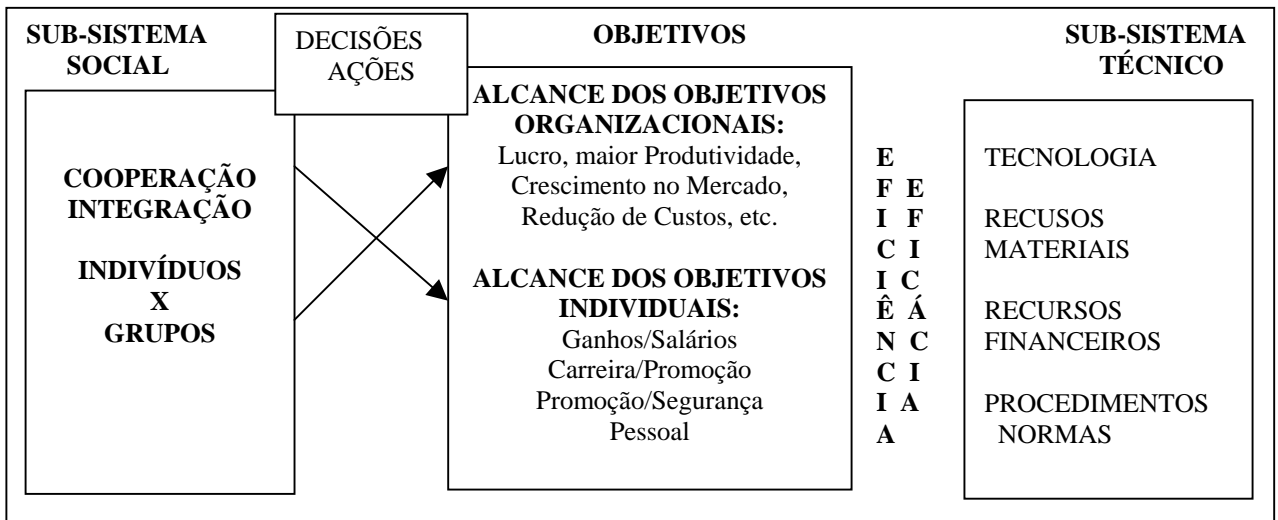 SUB-SISTEMA
SOCIAL
COOPERAÇÃO
INTEGRAÇÃO
INDIVÍDUOS
X
GRUPOS
DECISÕES
AÇÕES
OBJETIVOS
ALCANCE DOS OBJETIVOS
ORGANIZACIONAIS:
Lucro, maior Produtividade,
Crescimento no Mercado,
Redução de Custos, etc.
ALCANCE DOS OBJETIVOS
INDIVIDUAIS:
Ganhos/Salários
Carreira/Promoção
Promoção/Segurança
Pessoal
E
F E
I F
C I
I C
Ê Á
N C
C I
I A
A
SUB-SISTEMA
TÉCNICO
TECNOLOGIA
RECUSOS
MATERIAIS
RECURSOS
FINANCEIROS
PROCEDIMENTOS
NORMAS